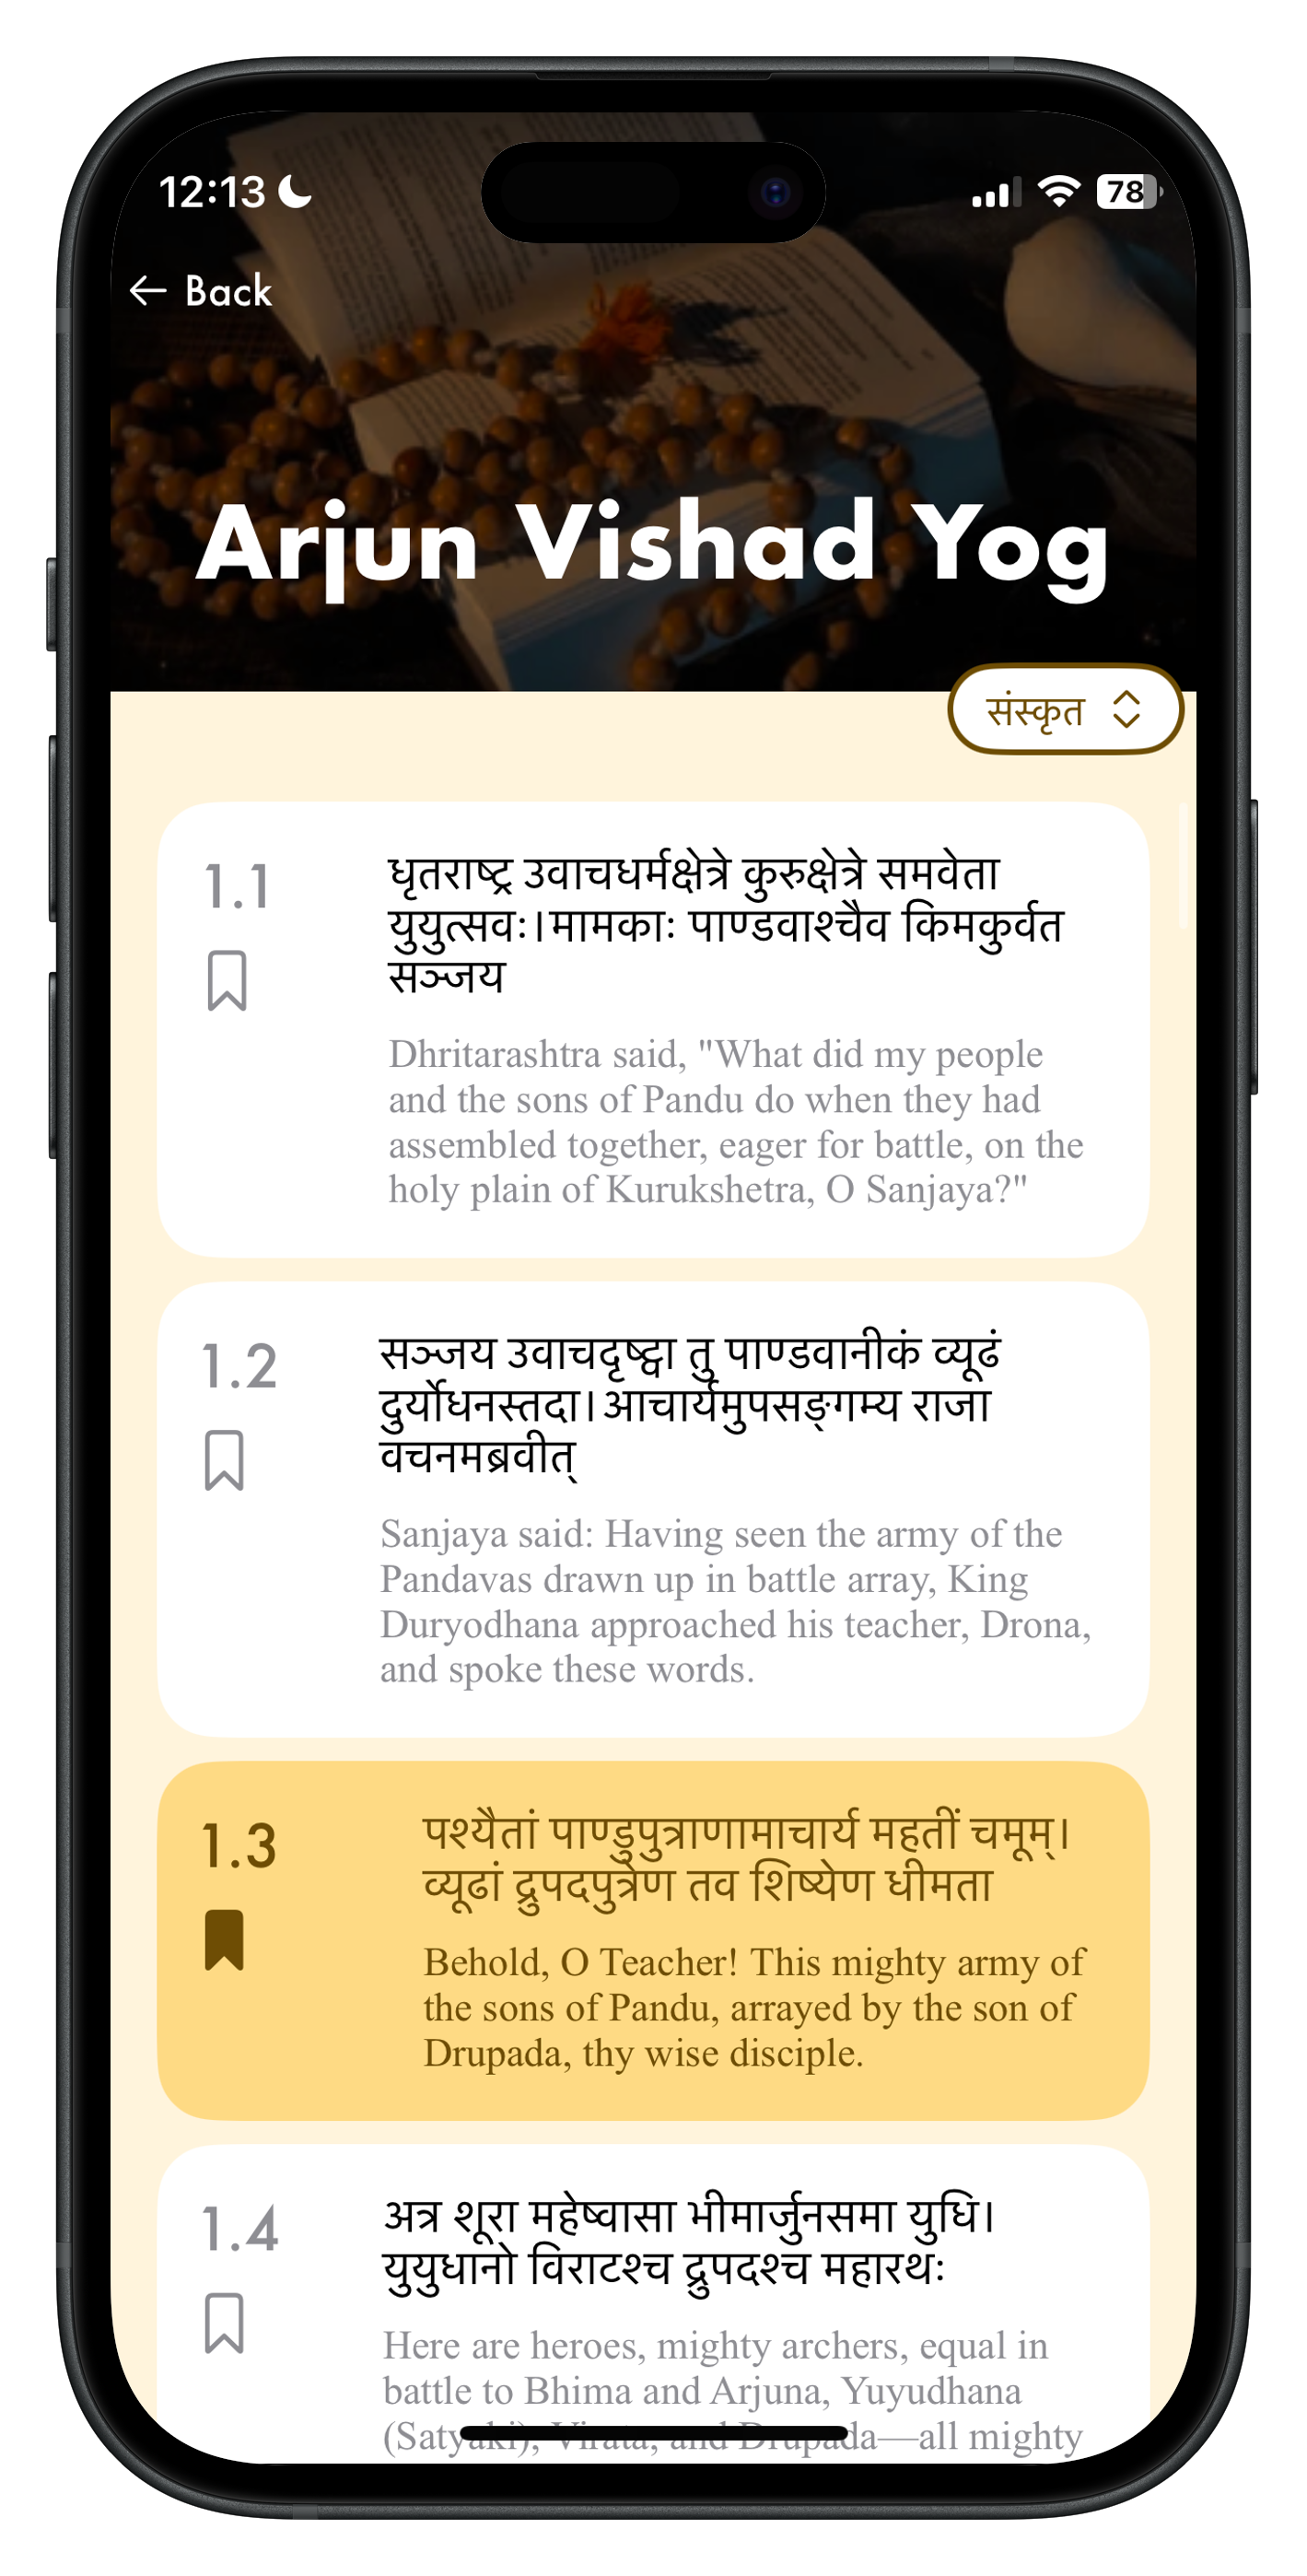 12:13
78
← Back
Arjun Vishad Yog
संस्कृत
1.1
धृतराष्ट्र उवाचधर्मक्षेत्रे कुरुक्षेत्रे समवेता
युयुत्सवः।मामकाः पाण्डवाश्चैव किमकुर्वत
सञ्जय
Dhritarashtra said, "What did my people
and the sons of Pandu do when they had
assembled together, eager for battle, on the
holy plain of Kurukshetra, O Sanjaya?"
1.2
सञ्जय उवाचदृष्ट्वा तु पाण्डवानीकं व्यूढं
दुर्योधनस्तदा।आचार्यमुपसङ्गम्य राजा
वचनमब्रवीत्
Sanjaya said: Having seen the army of the
Pandavas drawn up in battle array, King
Duryodhana approached his teacher, Drona,
and spoke these words.
1.3
पश्यैतां पाण्डुपुत्राणामाचार्य महतीं चमूम्।
व्यूढां द्रुपदपुत्रेण तव शिष्येण धीमता
Behold, O Teacher! This mighty army of
the sons of Pandu, arrayed by the son of
Drupada, thy wise disciple.
1.4
अत्र शूरा महेष्वासा भीमार्जुनसमा युधि।
युयुधानो विराटश्च द्रुपदश्च महारथः
Here are heroes, mighty archers, equal in
battle to Bhima and Arjuna, Yuyudhana
(Satyaki), Virata, and Drupada—all mighty